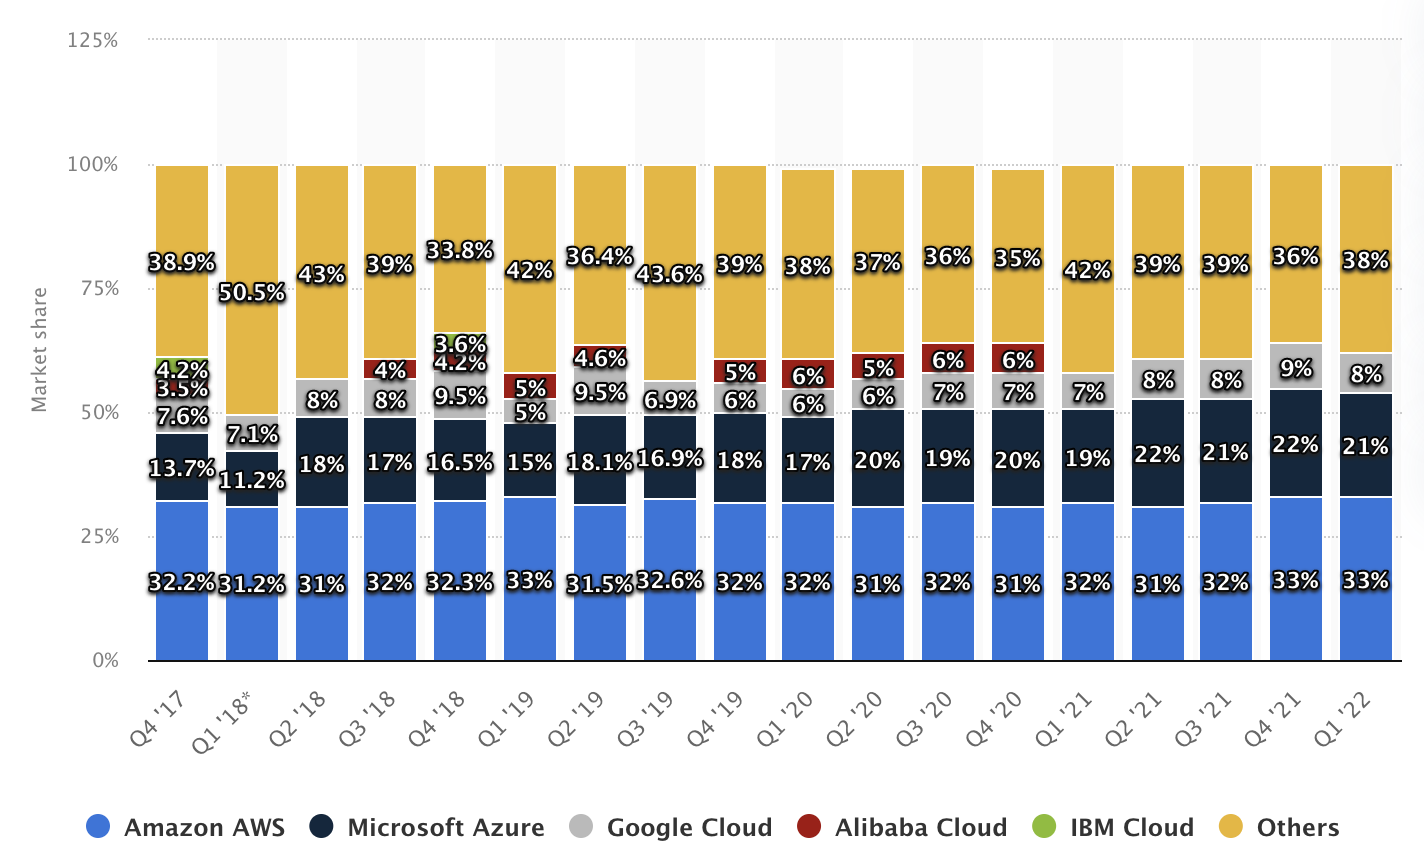 125%
100%
75%
50%
25%
0%
Market share
38.9% 50.5% 43% 39% 33.8% 42% 36.4% 43.6% 39% 38% 37% 36% 35% 42% 39% 39% 36% 38%
4.2% 3.6%
3.5% 4% 4.2% 5% 4.6% 5% 6% 5% 6% 6%
7.6% 7.1% 8% 8% 9.5% 5% 9.5% 6.9% 6% 6% 6% 7% 7% 7% 8% 8% 9% 8%
13.7% 11.2% 18% 17% 16.5% 15% 18.1% 16.9% 18% 17% 20% 19% 20% 19% 22% 21% 22% 21%
32.2% 31.2% 31% 32% 32.3% 33% 31.5% 32.6% 32% 32% 31% 32% 31% 32% 31% 32% 33% 33%
Q4 '17 Q1 '18* Q2 '18 Q3 '18 Q4 '18 Q1 '19 Q2 '19 Q3 '19 Q4 '19 Q1 '20 Q2 '20 Q3 '20 Q4 '20 Q1 '21 Q2 '21 Q3 '21 Q4 '21 Q1 '22
Amazon AWS Microsoft Azure Google Cloud Alibaba Cloud IBM Cloud Others